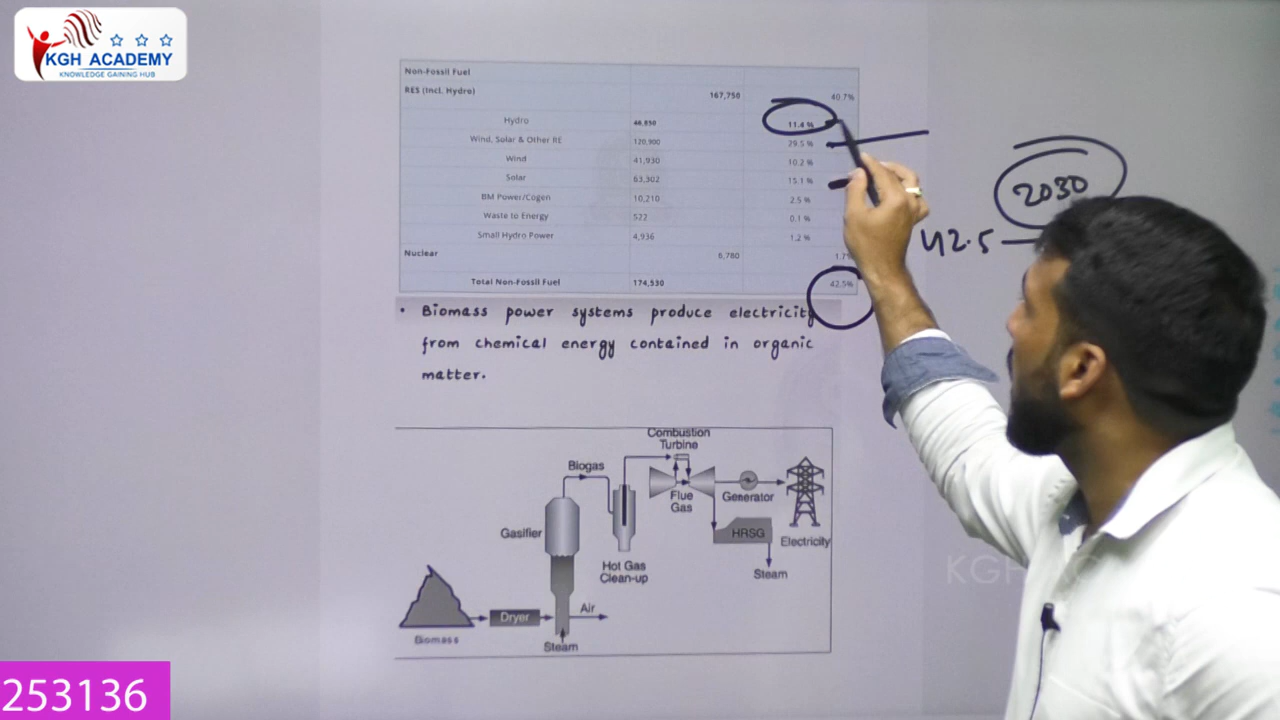 KGH ACADEMY
KNOWLEDGE GAINING HUB
Non-Fossil Fuel
RES (Incl. Hydro) 167,750 40.7%
Hydro 46,850 11.4 %
Wind, Solar & Other RE 120,900 29.5 %
Wind 41,930 10.2 %
Solar 63,302 15.1 %
BM Power/Cogen 10,210 2.5 %
Waste to Energy 522 0.1 %
Small Hydro Power 4,936 1.2 %
Nuclear 6,780 1.7%
Total Non-Fossil Fuel 174,530 42.5%
2030
42.5
• Biomass power systems produce electricity
from chemical energy contained in organic
matter.
Combustion
Turbine
Biogas
Flue
Gas
Generator
Gasifier
HRSG
Electricity
Hot Gas
Clean-up
Steam
Air
Dryer
Biomass
Steam
253136